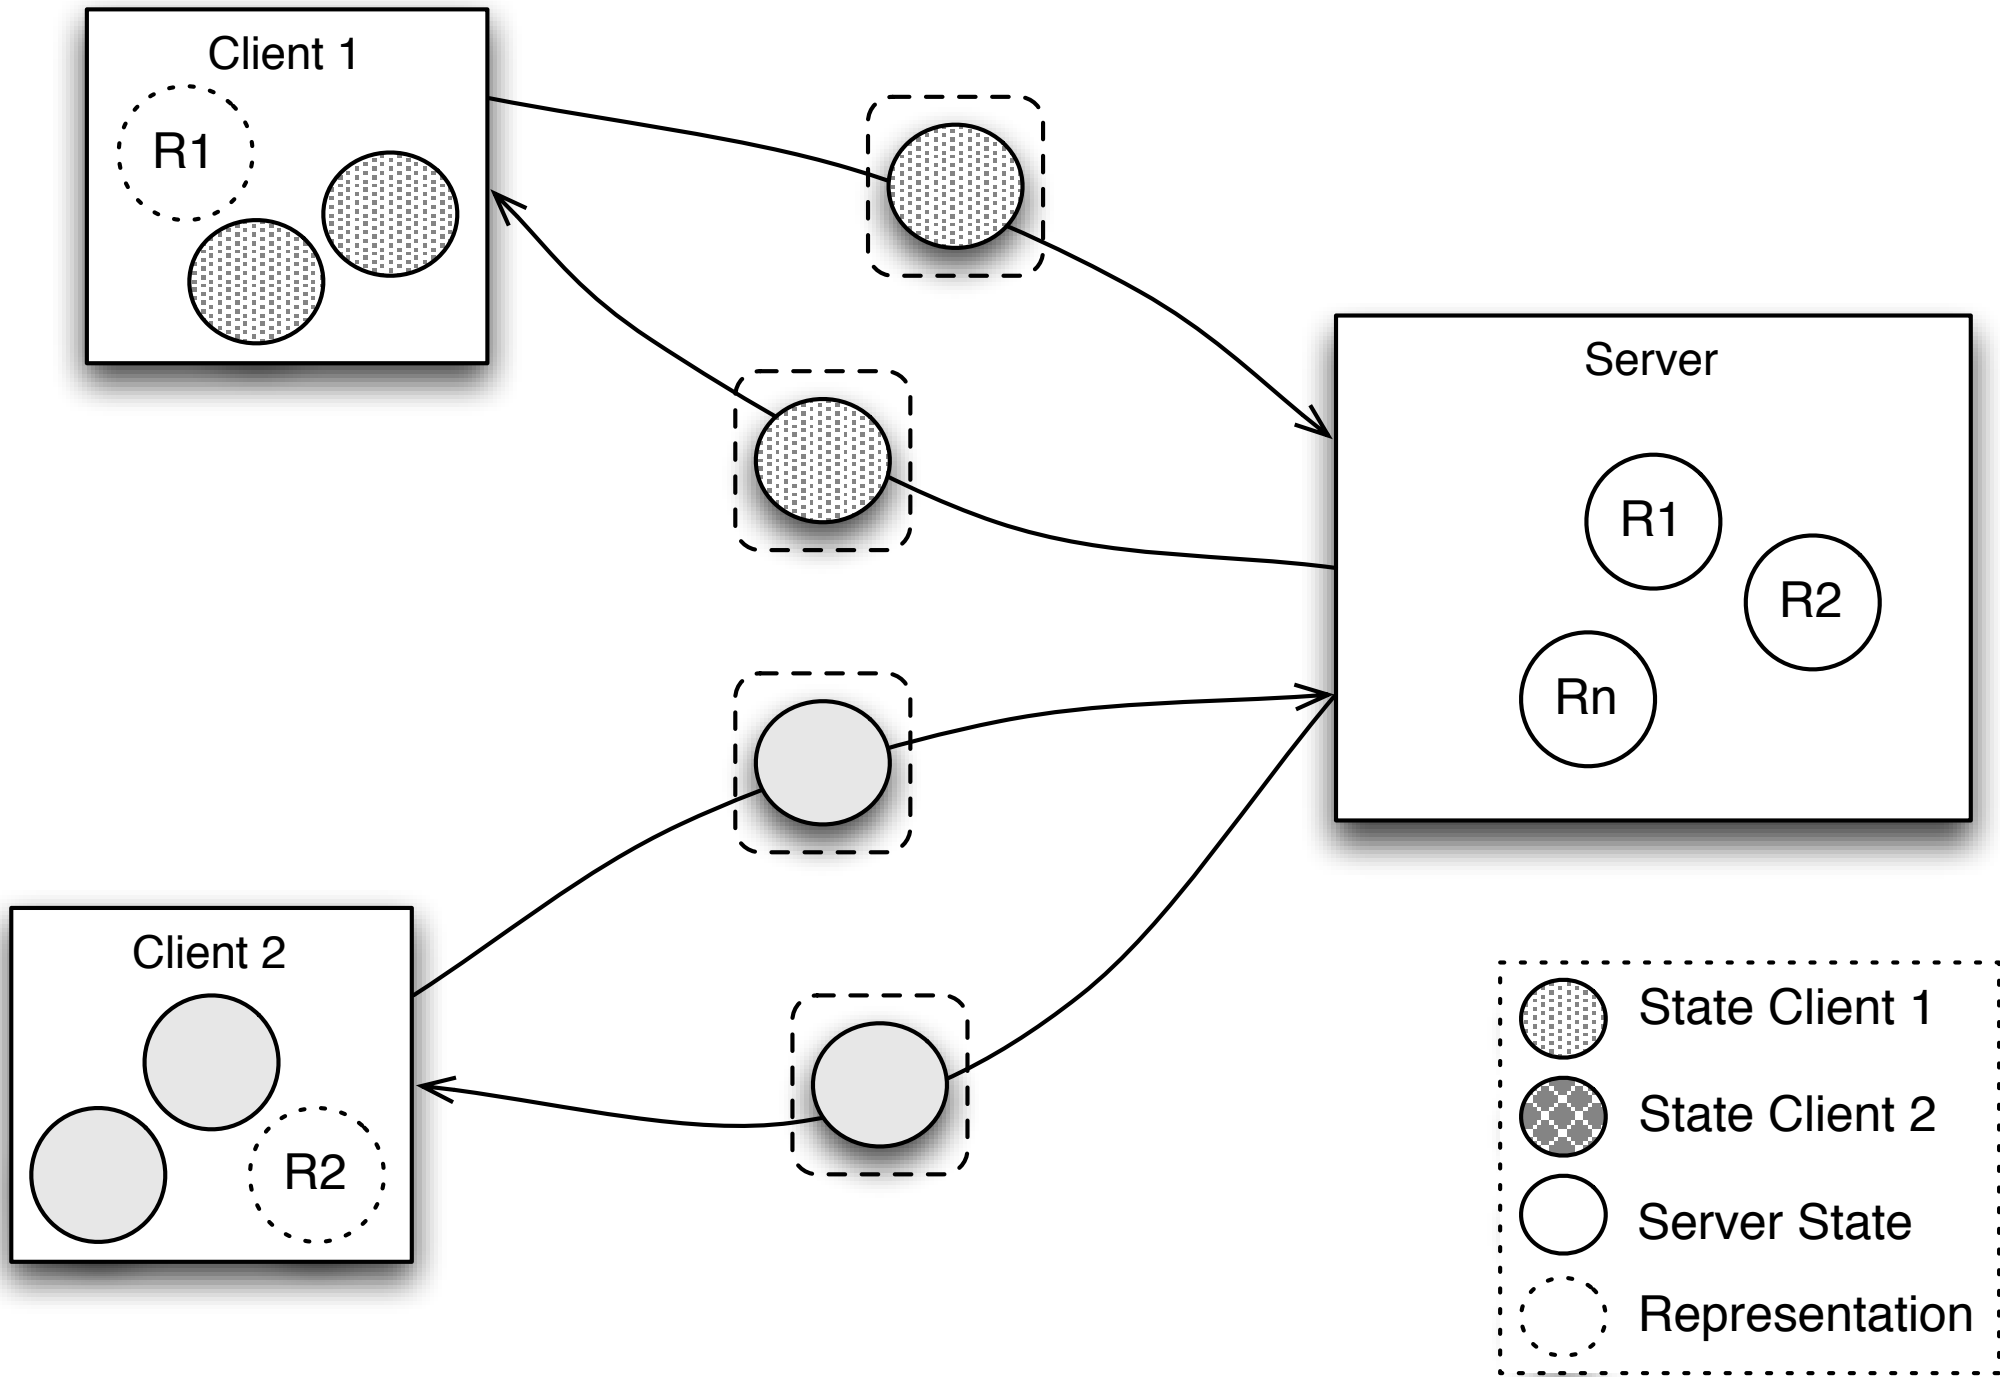 Client 1
R1
Server
R1
R2
Rn
Client 2
R2
State Client 1
State Client 2
Server State
Representation